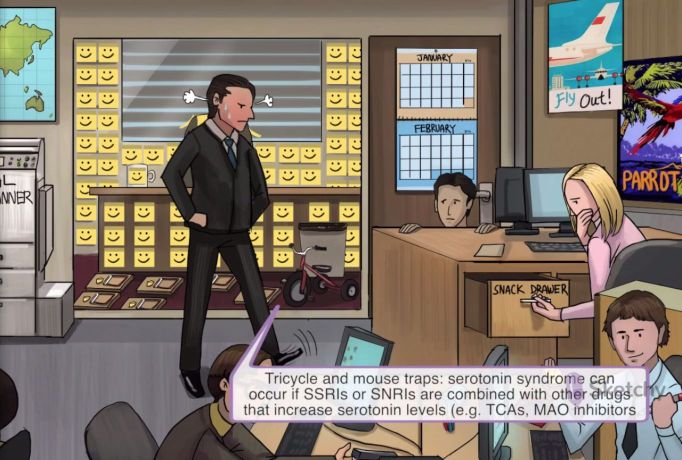 JANUARY
FEBRUARY
Fly Out!
PARROT
NNER
SNACK DRAWER
Tricycle and mouse traps: serotonin syndrome can
occur if SSRIs or SNRIs are combined with other drugs
that increase serotonin levels (e.g. TCAs, MAO inhibitors
Sketchy